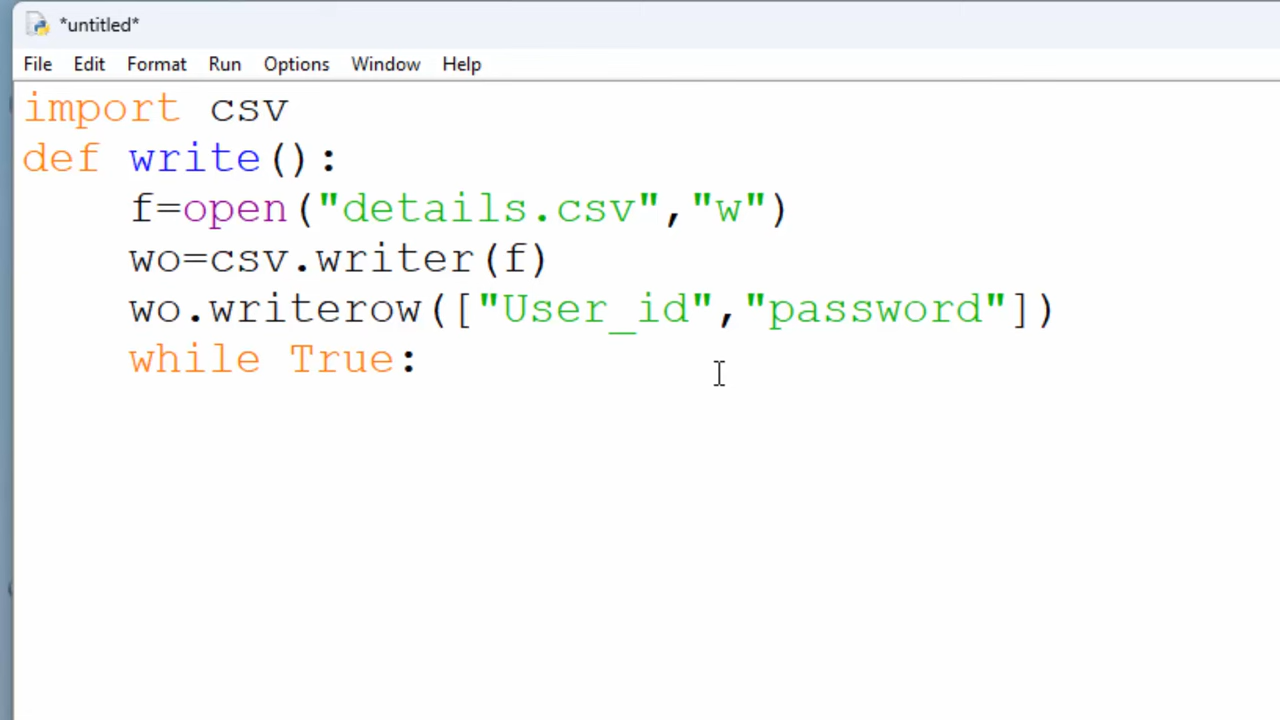 *untitled*
File Edit Format Run Options Window Help
import csv
def write():
    f=open("details.csv","w")
    wo=csv.writer(f)
    wo.writerow(["User_id","password"])
    while True: